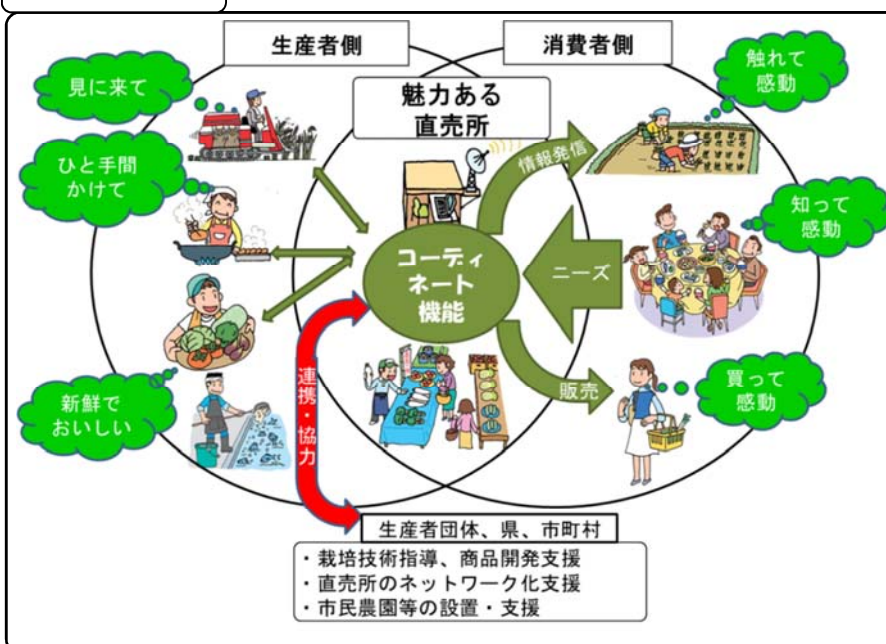 生産者側
消費者側
魅力ある
直売所
見に来て
ひと手間
かけて
新鮮で
おいしい
コーディ
ネート
機能
情報発信
ニーズ
販売
触れて
感動
知って
感動
買って
感動
連携・協力
生産者団体、県、市町村
・栽培技術指導、商品開発支援
・直売所のネットワーク化支援
・市民農園等の設置・支援